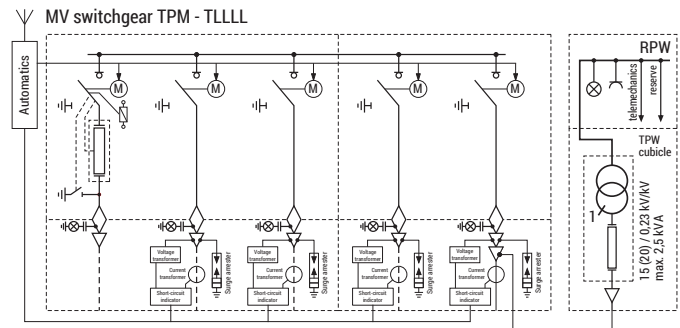 MV switchgear TPM - TLLLL
Automatics
M
M
M
M
M
Voltage
transformer
Current
transformer
Short-circuit
indicator
Surge arrester
Voltage
transformer
Current
transformer
Short-circuit
indicator
Surge arrester
Voltage
transformer
Current
transformer
Short-circuit
indicator
Surge arrester
Voltage
transformer
Current
transformer
Short-circuit
indicator
Surge arrester
RPW
telemechanics
reserve
TPW
cubicle
1
15 (20) / 0,23 kV/kV
max. 2,5 kVA